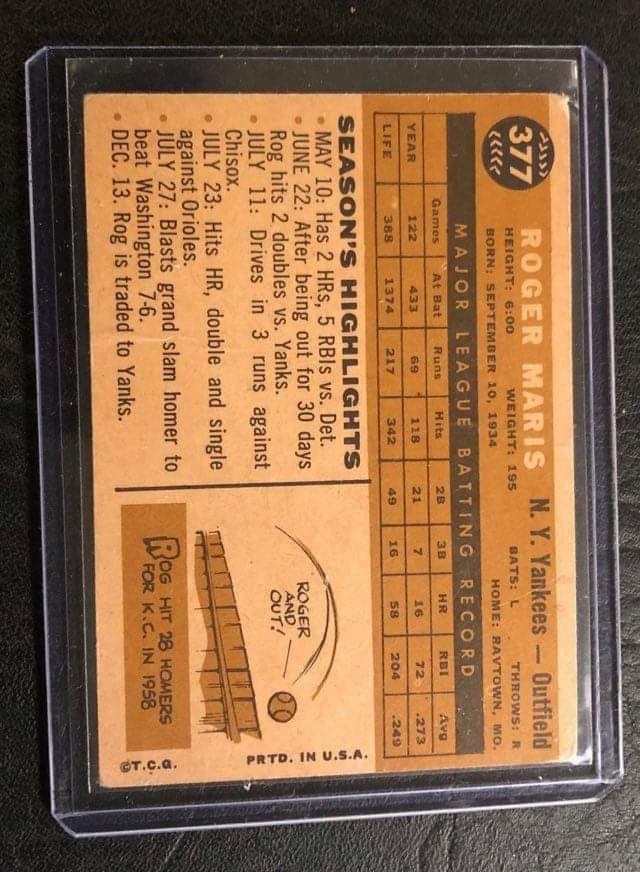 377
ROGER MARIS N. Y. Yankees — Outfield
HEIGHT: 6:00 WEIGHT: 195 BATS: L THROWS: R
BORN: SEPTEMBER 10, 1934 HOME: RAYTOWN, MO.
MAJOR LEAGUE BATTING RECORD
Games At Bat Runs Hits 2B 3B HR RBI Avg
YEAR 122 433 69 118 21 7 16 72 .273
LIFE 388 1374 217 342 49 16 58 204 .249
SEASON'S HIGHLIGHTS
• MAY 10: Has 2 HRs, 5 RBIs vs. Det.
• JUNE 22: After being out for 30 days
Rog hits 2 doubles vs. Yanks.
• JULY 11: Drives in 3 runs against
Chisox.
• JULY 23: Hits HR, double and single
against Orioles.
• JULY 27: Blasts grand slam homer to
beat Washington 7-6.
• DEC. 13. Rog is traded to Yanks.
ROGER
AND
OUT!
ROG HIT 28 HOMERS
FOR K.C. IN 1958
©T.C.G. PRTD. IN U.S.A.